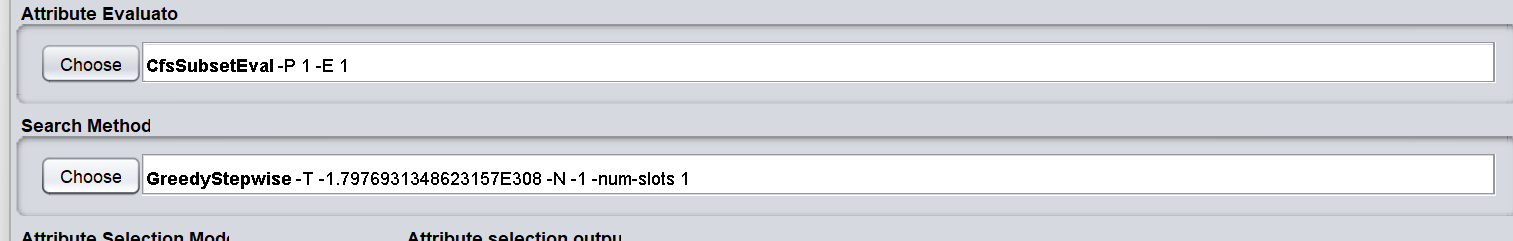 Attribute Evaluato
Choose CfsSubsetEval -P 1 -E 1
Search Method
Choose GreedyStepwise -T -1.7976931348623157E308 -N -1 -num-slots 1
Attribute Selection Mode Attribute selection outpu